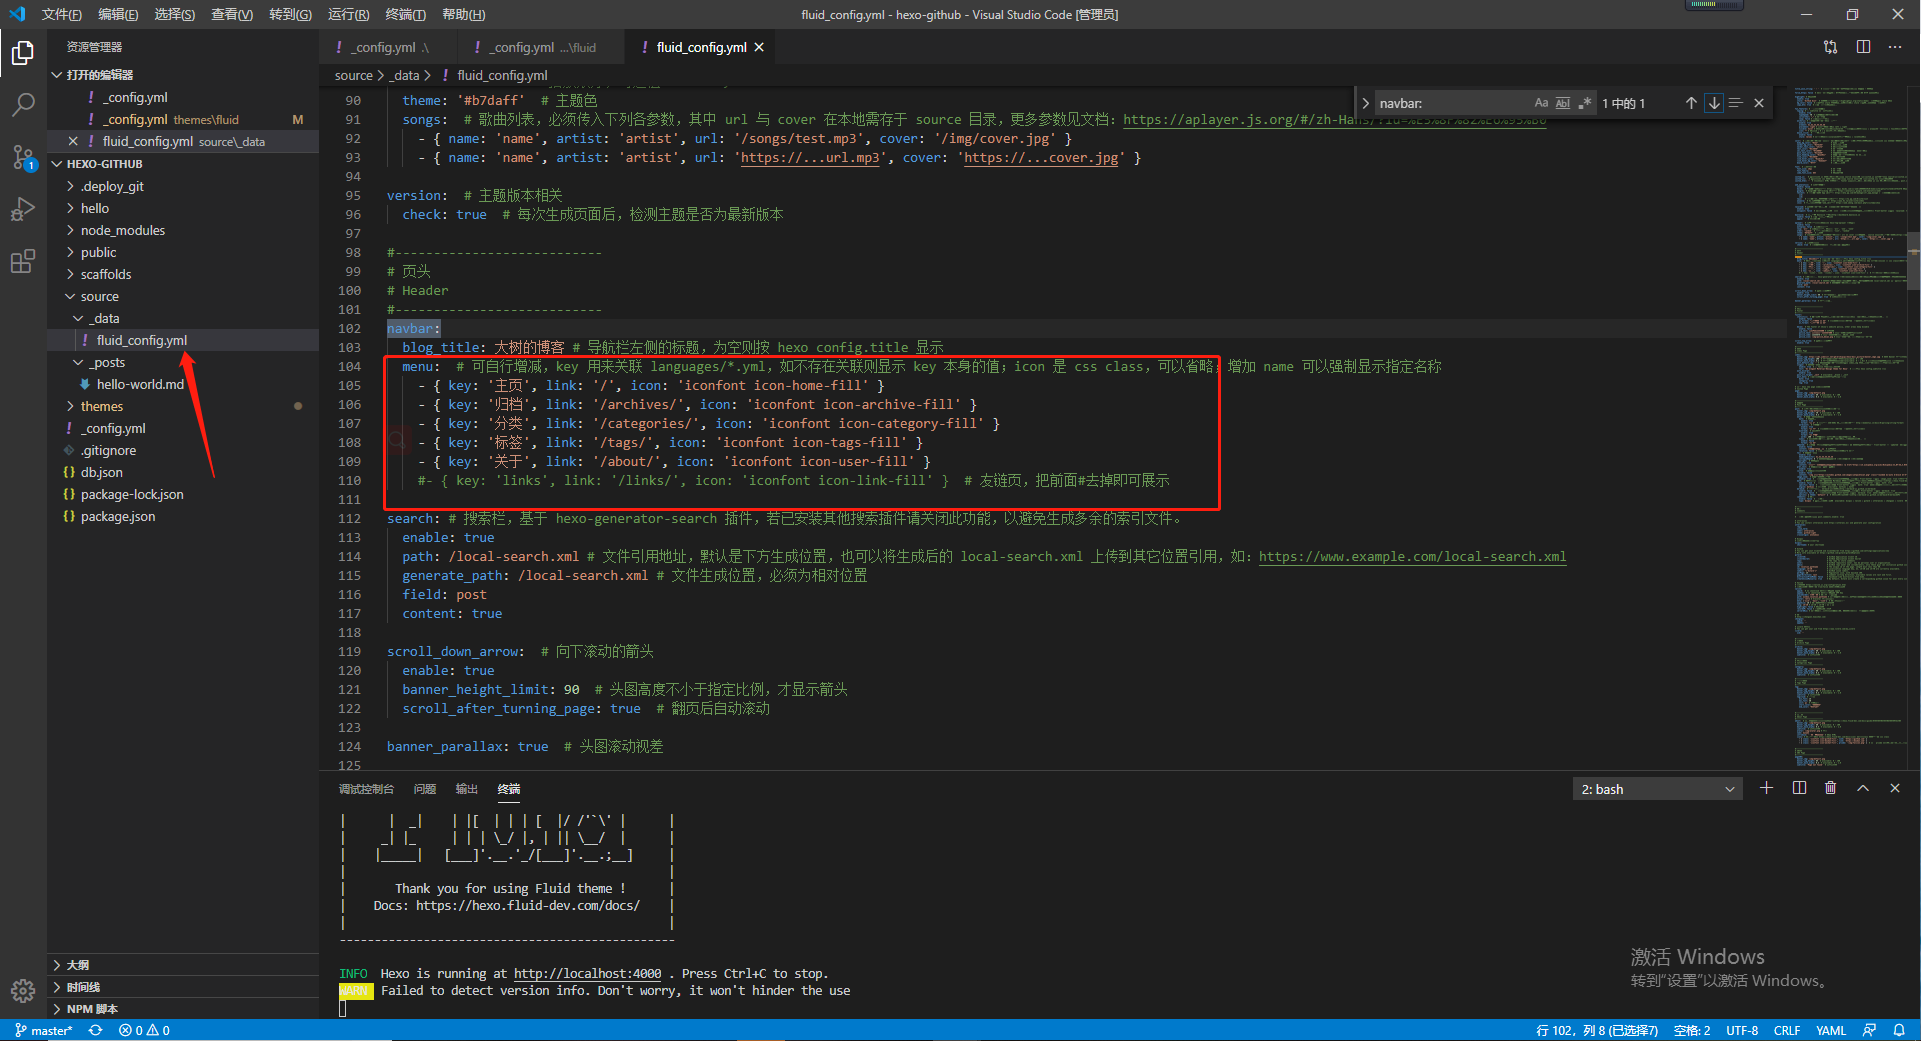 文件(F) 编辑(E) 选择(S) 查看(V) 转到(G) 运行(R) 终端(T) 帮助(H)
fluid_config.yml - hexo-github - Visual Studio Code [管理员]
资源管理器
打开的编辑器
! _config.yml
! _config.yml themes\fluid M
× fluid_config.yml source\_data
HEXO-GITHUB
.deploy_git
hello
node_modules
public
scaffolds
source
_data
! fluid_config.yml
_posts
hello-world.md
themes
! _config.yml
.gitignore
{} db.json
{} package-lock.json
{} package.json
大纲
时间线
NPM 脚本
1
! _config.yml .\
! _config.yml ...\fluid
! fluid_config.yml ×
source > _data > ! fluid_config.yml
navbar: Aa Abl .* 1 中的 1
90 theme: '#b7daff' # 主题色
91 songs: # 歌曲列表，必须传入下列各参数，其中 url 与 cover 在本地需存于 source 目录，更多参数见文档：
92 - { name: 'name', artist: 'artist', url: '/songs/test.mp3', cover: '/img/cover.jpg' }
93 - { name: 'name', artist: 'artist', url: 'https://...url.mp3', cover: 'https://...cover.jpg' }
94
95 version: # 主题版本相关
96 check: true # 每次生成页面后，检测主题是否为最新版本
97
98 #---------------------------
99 # 页头
100 # Header
101 #---------------------------
102 navbar:
103 blog_title: 大树的博客 # 导航栏左侧的标题，为空则按 hexo config.title 显示
104 menu: # 可自行增减，key 用来关联 languages/*.yml，如不存在关联则显示 key 本身的值；icon 是 css class，可以省略；增加 name 可以强制显示指定名称
105 - { key: '主页', link: '/', icon: 'iconfont icon-home-fill' }
106 - { key: '归档', link: '/archives/', icon: 'iconfont icon-archive-fill' }
107 - { key: '分类', link: '/categories/', icon: 'iconfont icon-category-fill' }
108 - { key: '标签', link: '/tags/', icon: 'iconfont icon-tags-fill' }
109 - { key: '关于', link: '/about/', icon: 'iconfont icon-user-fill' }
110 #- { key: 'links', link: '/links/', icon: 'iconfont icon-link-fill' } # 友链页，把前面#去掉即可展示
111
112 search: # 搜索栏，基于 hexo-generator-search 插件，若已安装其他搜索插件请关闭此功能，以避免生成多余的索引文件。
113 enable: true
114 path: /local-search.xml # 文件引用地址，默认是下方生成位置，也可以将生成后的 local-search.xml 上传到其它位置引用，如：https://www.example.com/local-search.xml
115 generate_path: /local-search.xml # 文件生成位置，必须为相对位置
116 field: post
117 content: true
118
119 scroll_down_arrow: # 向下滚动的箭头
120 enable: true
121 banner_height_limit: 90 # 头图高度不小于指定比例，才显示箭头
122 scroll_after_turning_page: true # 翻页后自动滚动
123
124 banner_parallax: true # 头图滚动视差
125
调试控制台 问题 输出 终端
2: bash
Thank you for using Fluid theme !
Docs: https://hexo.fluid-dev.com/docs/
INFO Hexo is running at http://localhost:4000 . Press Ctrl+C to stop.
WARN Failed to detect version info. Don't worry, it won't hinder the use
激活 Windows
转到"设置"以激活 Windows。
master* 0 0
行 102，列 8 (已选择7) 空格: 2 UTF-8 CRLF YAML